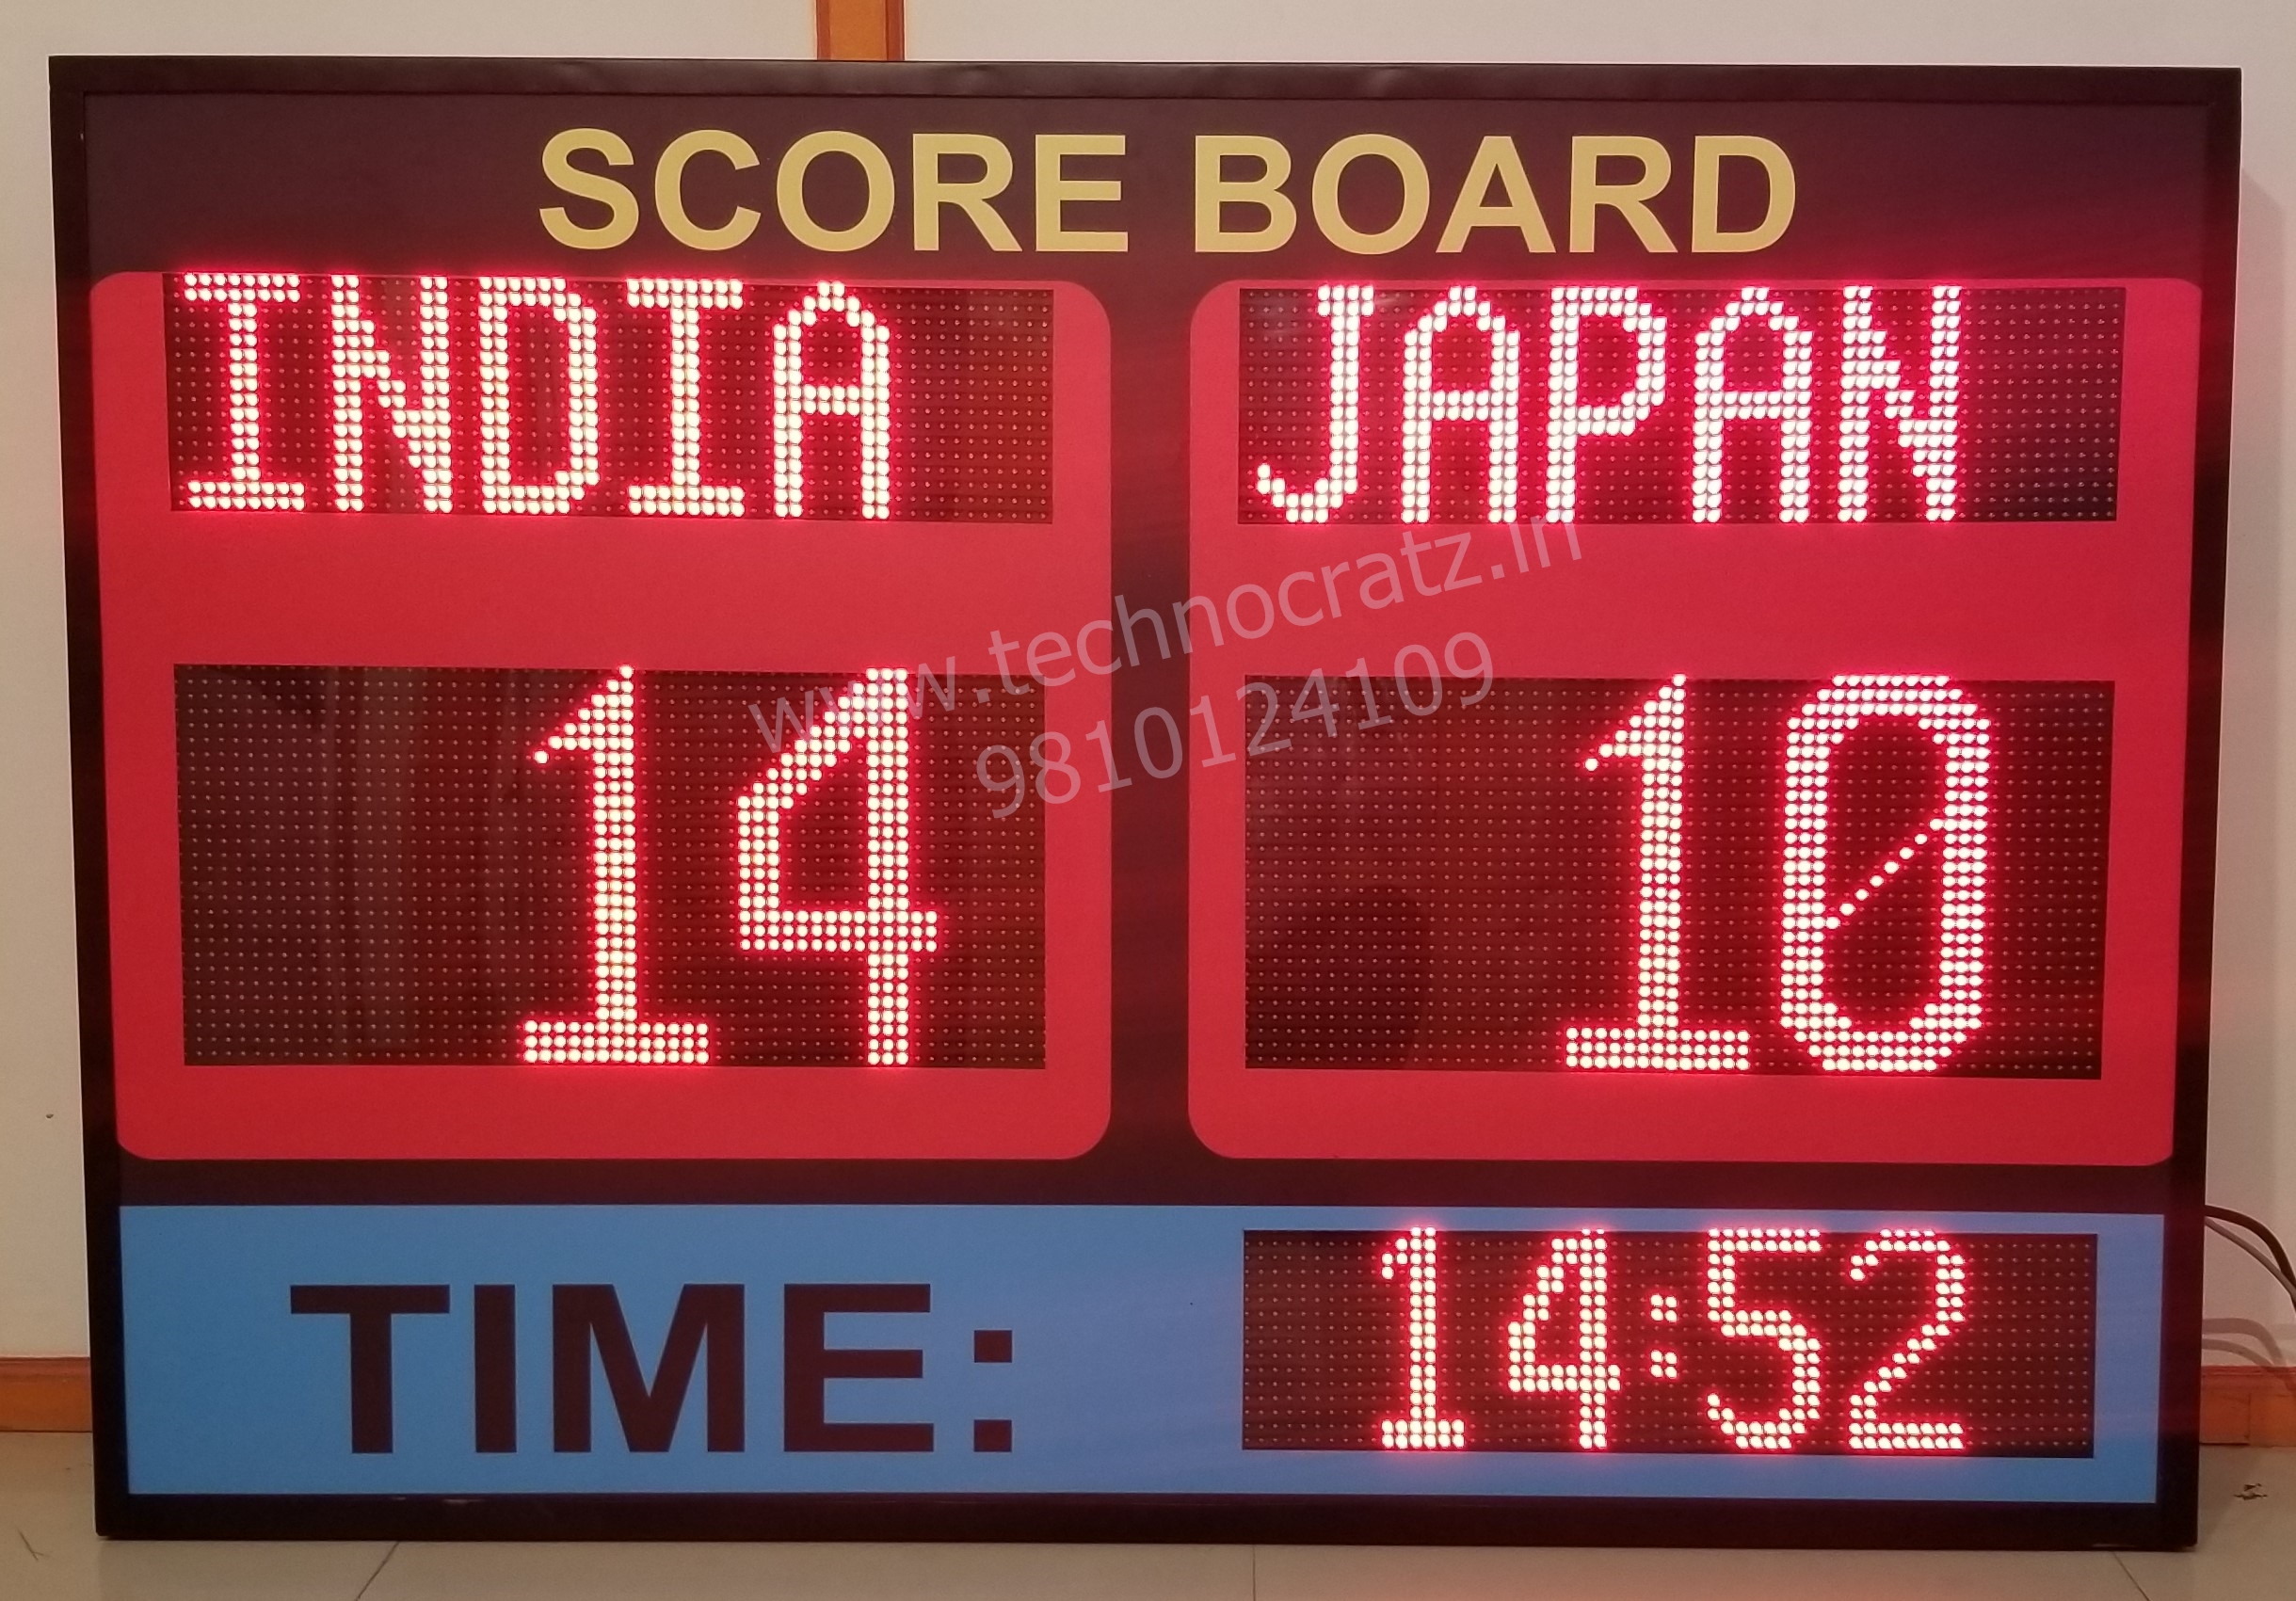 SCORE BOARD
INDIA JAPAN
www.technocratz.in
9810124109
14 10
TIME: 14:52